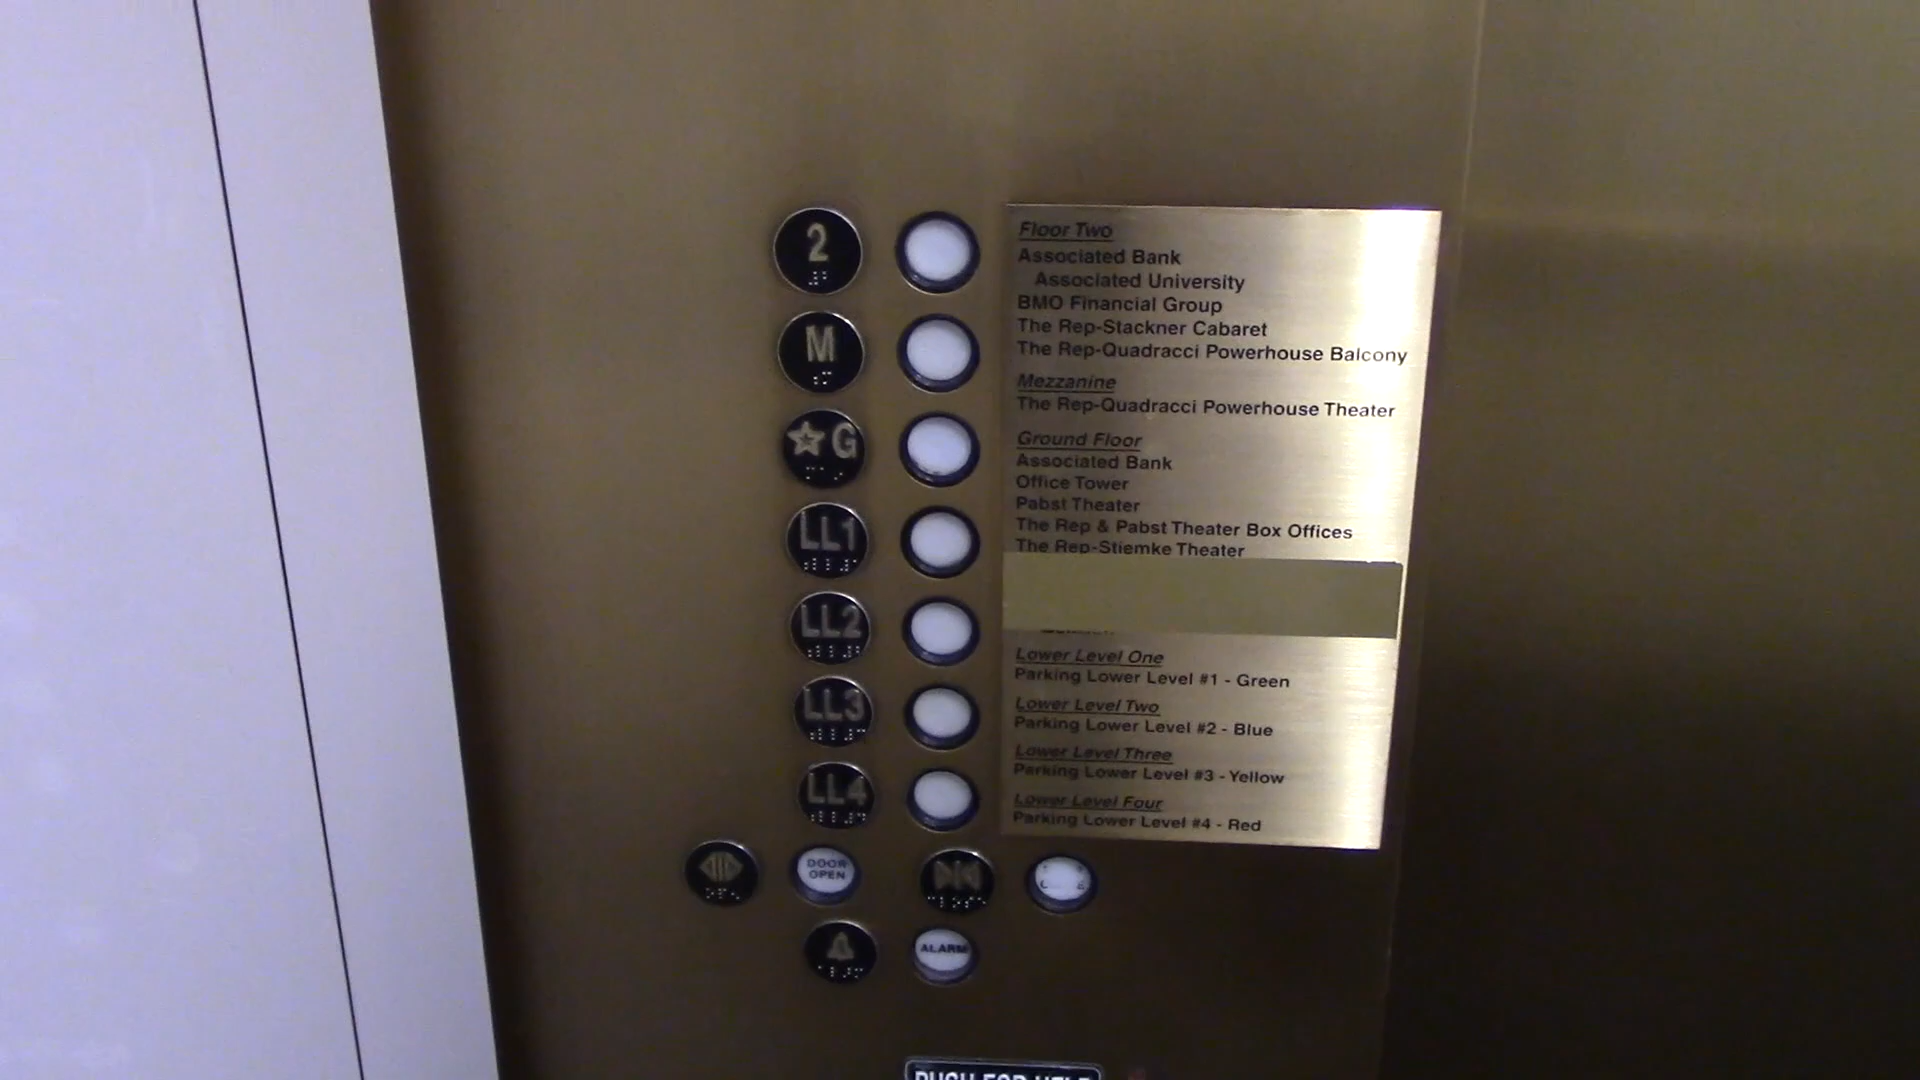 2
M
☆G
LL1
LL2
LL3
LL4
DOOR
OPEN
ALARM
PUSH FOR HELP
Floor Two
Associated Bank
Associated University
BMO Financial Group
The Rep-Stackner Cabaret
The Rep-Quadracci Powerhouse Balcony
Mezzanine
The Rep-Quadracci Powerhouse Theater
Ground Floor
Associated Bank
Office Tower
Pabst Theater
The Rep & Pabst Theater Box Offices
The Rep-Stiemke Theater
Lower Level One
Parking Lower Level #1 - Green
Lower Level Two
Parking Lower Level #2 - Blue
Lower Level Three
Parking Lower Level #3 - Yellow
Lower Level Four
Parking Lower Level #4 - Red